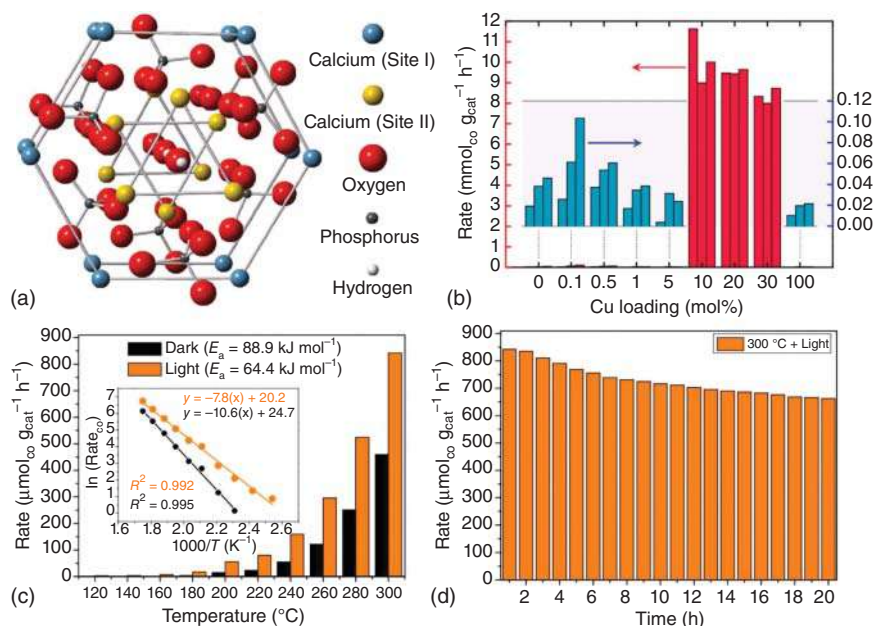 Calcium (Site I)
Calcium (Site II)
Oxygen
Phosphorus
Hydrogen
(a)
Rate (mmol_co g_cat⁻¹ h⁻¹)
12
11
10
9
8
7
6
5
4
3
2
1
0
0.12
0.10
0.08
0.06
0.04
0.02
0.00
0 0.1 0.5 1 5 10 20 30 100
Cu loading (mol%)
(b)
Rate (μmol_co g_cat⁻¹ h⁻¹)
900
800
700
600
500
400
300
200
100
0
Dark (E_a = 88.9 kJ mol⁻¹)
Light (E_a = 64.4 kJ mol⁻¹)
ln (Rate_co)
7
6
5
4
3
2
1
0
y = −7.8(x) + 20.2
y = −10.6(x) + 24.7
R² = 0.992
R² = 0.995
1.6 1.8 2.0 2.2 2.4 2.6
1000/T (K⁻¹)
120 140 160 180 200 220 240 260 280 300
Temperature (°C)
(c)
Rate (μmol_co g_cat⁻¹ h⁻¹)
900
800
700
600
500
400
300
200
100
0
300 °C + Light
2 4 6 8 10 12 14 16 18 20
Time (h)
(d)